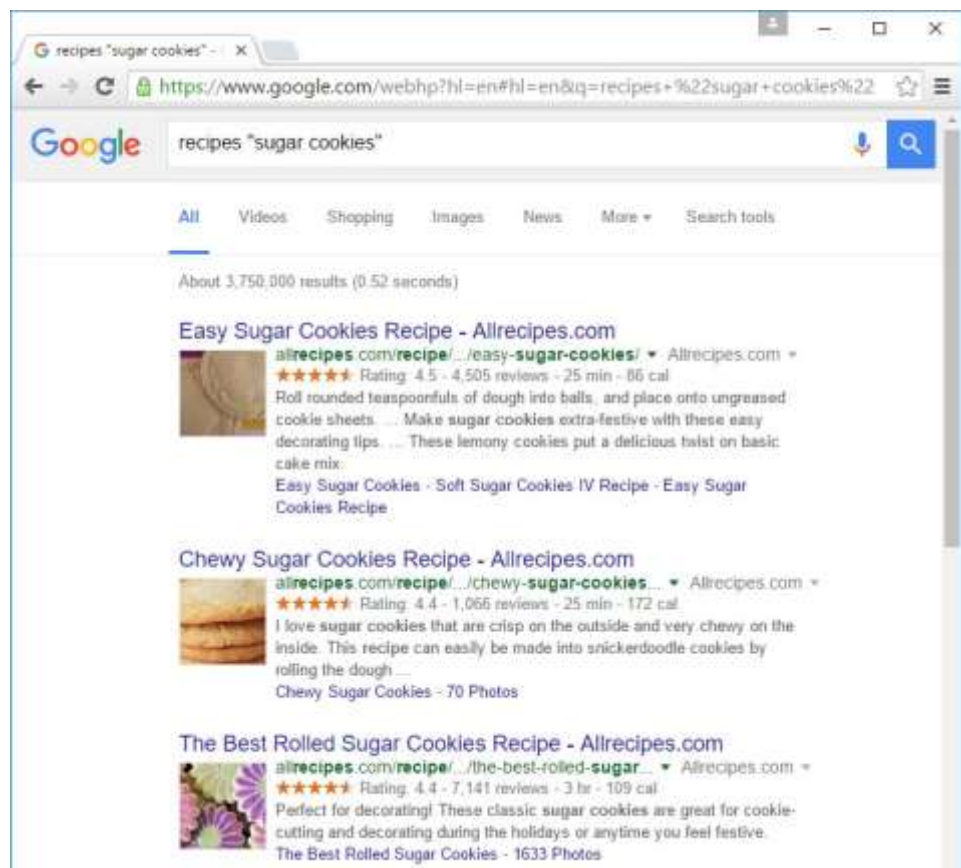 recipes "sugar cookies" -
https://www.google.com/webhp?hl=en#hl=en&q=recipes+%22sugar+cookies%22
Google
recipes "sugar cookies"
All Videos Shopping Images News More Search tools
About 3,750,000 results (0.52 seconds)
Easy Sugar Cookies Recipe - Allrecipes.com
allrecipes.com/recipe/.../easy-sugar-cookies/ Allrecipes.com
Rating: 4.5 - 4,505 reviews - 25 min - 86 cal
Roll rounded teaspoonfuls of dough into balls, and place onto ungreased
cookie sheets. ... Make sugar cookies extra-festive with these easy
decorating tips. ... These lemony cookies put a delicious twist on basic
cake mix.
Easy Sugar Cookies - Soft Sugar Cookies IV Recipe - Easy Sugar
Cookies Recipe
Chewy Sugar Cookies Recipe - Allrecipes.com
allrecipes.com/recipe/.../chewy-sugar-cookies... Allrecipes.com
Rating: 4.4 - 1,066 reviews - 25 min - 172 cal
I love sugar cookies that are crisp on the outside and very chewy on the
inside. This recipe can easily be made into snickerdoodle cookies by
rolling the dough ...
Chewy Sugar Cookies - 70 Photos
The Best Rolled Sugar Cookies Recipe - Allrecipes.com
allrecipes.com/recipe/.../the-best-rolled-sugar... Allrecipes.com
Rating: 4.4 - 7,141 reviews - 3 hr - 109 cal
Perfect for decorating! These classic sugar cookies are great for cookie-
cutting and decorating during the holidays or anytime you feel festive.
The Best Rolled Sugar Cookies - 1633 Photos